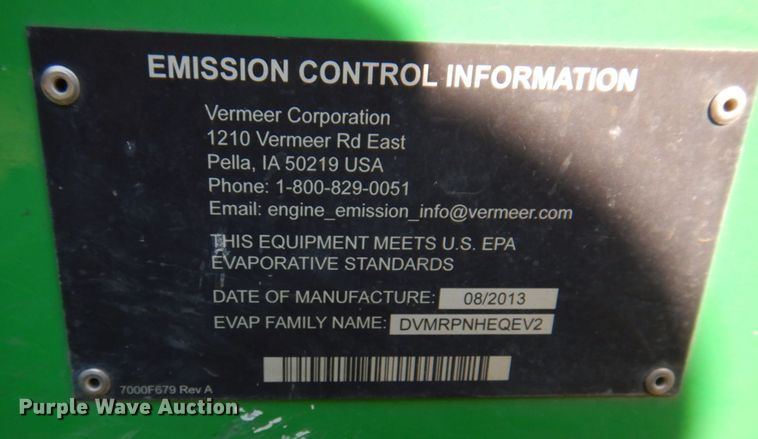 EMISSION CONTROL INFORMATION
Vermeer Corporation
1210 Vermeer Rd East
Pella, IA 50219 USA
Phone: 1-800-829-0051
Email: engine_emission_info@vermeer.com
THIS EQUIPMENT MEETS U.S. EPA
EVAPORATIVE STANDARDS
DATE OF MANUFACTURE: 08/2013
EVAP FAMILY NAME: DVMRPNHEQEV2
7000F679 Rev A
Purple Wave Auction